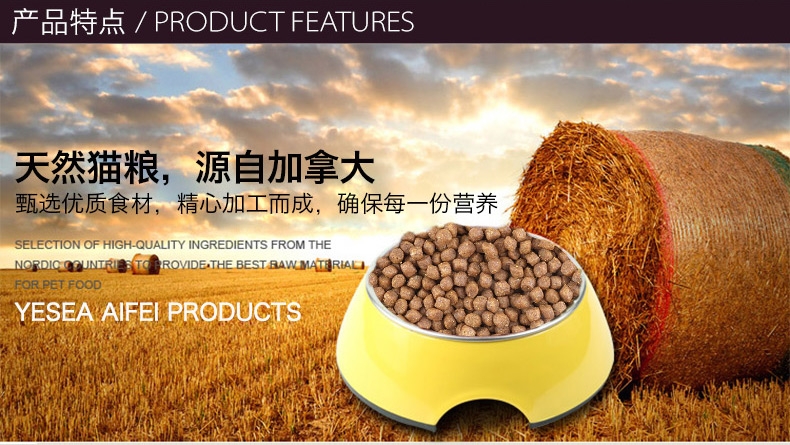 产品特点 / PRODUCT FEATURES
天然猫粮，源自加拿大
甄选优质食材，精心加工而成，确保每一份营养
SELECTION OF HIGH-QUALITY INGREDIENTS FROM THE
NORDIC COUNTRIES TO PROVIDE THE BEST RAW MATERIAL
FOR PET FOOD
YESEA AIFEI PRODUCTS